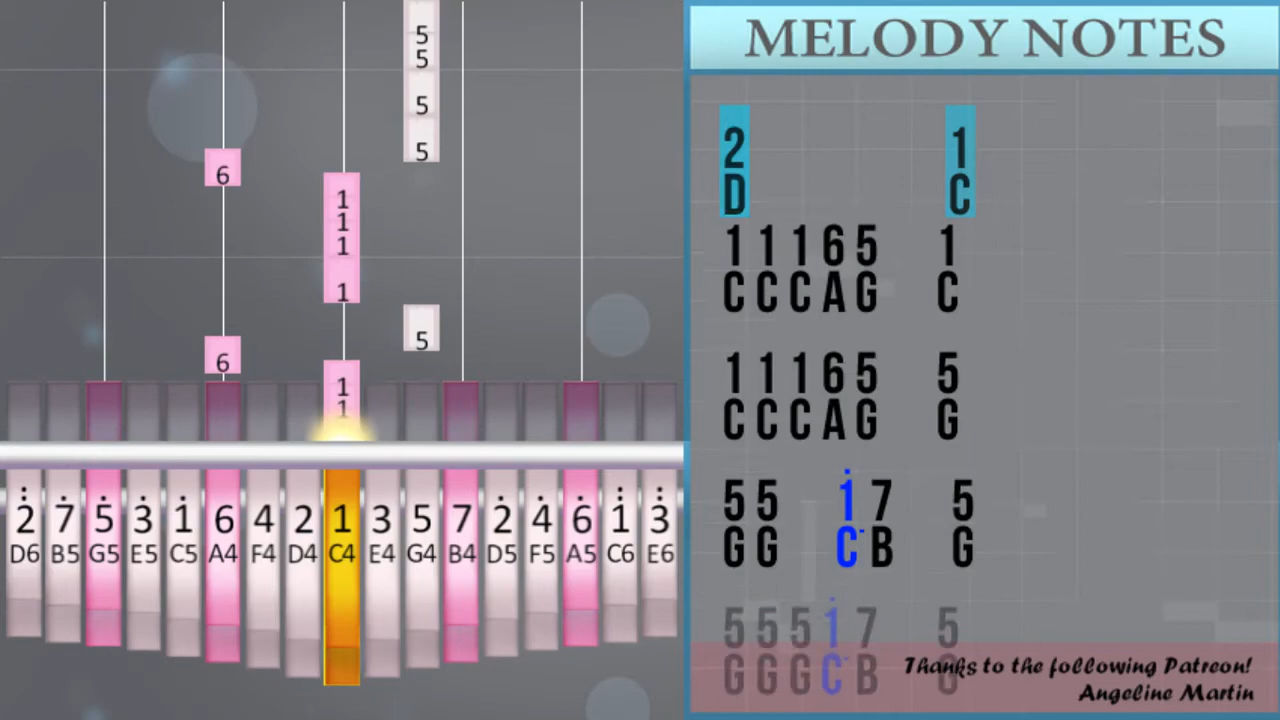 5
5
5
5
6
1
1
1
1
5
6
1
1
2̈ 7̇ 5̇ 3̇ 1̇ 6 4 2 1 3 5 7 2̇ 4̇ 6̇ 1̈ 3̈
D6 B5 G5 E5 C5 A4 F4 D4 C4 E4 G4 B4 D5 F5 A5 C6 E6
MELODY NOTES
2 1
D C
1 1 1 6 5 1
C C C A G C
1 1 1 6 5 5
C C C A G G
5 5 1̇ 7 5
G G C˙ B G
5 5 5 1̇ 7 5
G G G C˙ B G
Thanks to the following Patreon!
Angeline Martin